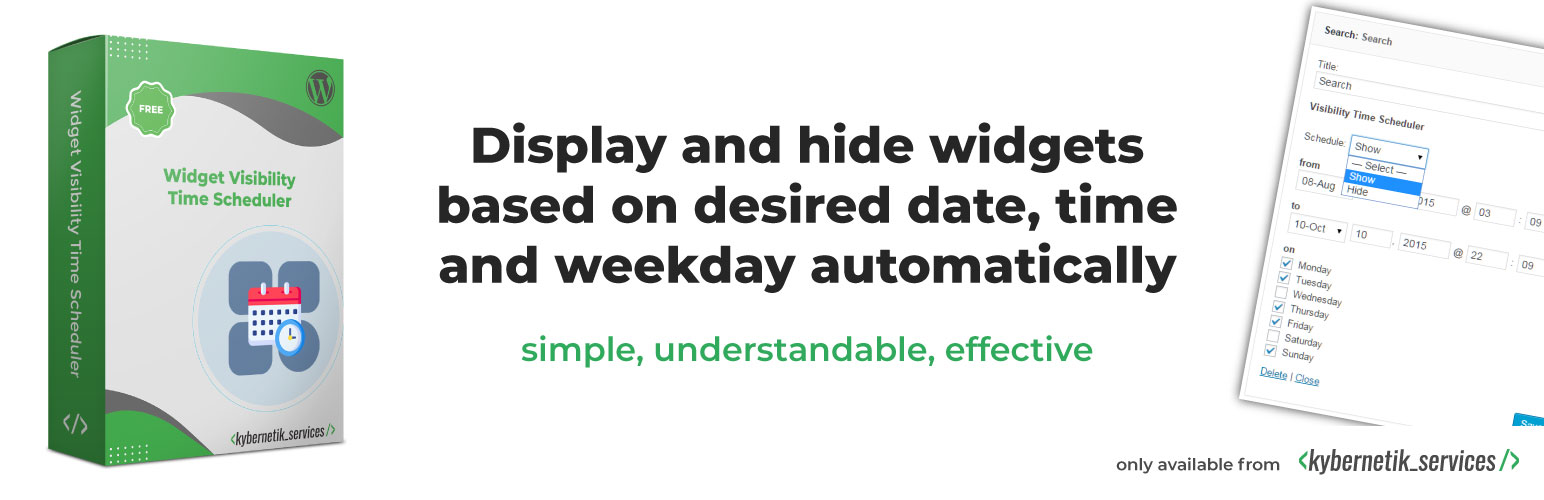 Widget Visibility Time Scheduler
FREE
Widget Visibility
Time Scheduler
<kybernetik_services/>
Display and hide widgets
based on desired date, time
and weekday automatically
simple, understandable, effective
Search: Search
Title:
Search
Visibility Time Scheduler
Schedule: Show
— Select —
Show
Hide
from
08-Aug 015 @ 03 : 09
to
10-Oct 10 , 2015 @ 22 : 09
on
Monday
Tuesday
Wednesday
Thursday
Friday
Saturday
Sunday
Delete | Close
only available from <kybernetik_services/>